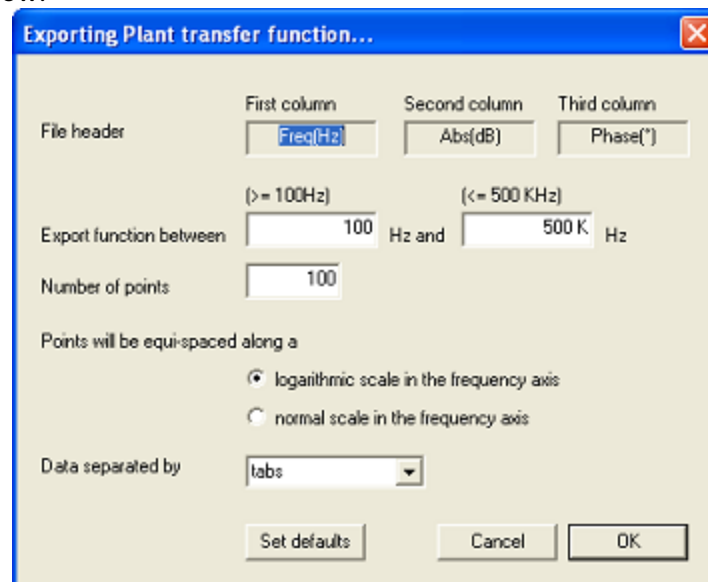 Exporting Plant transfer function...
First column Second column Third column
File header Freq(Hz) Abs(dB) Phase(°)
(>= 100Hz) (<= 500 KHz)
Export function between 100 Hz and 500 K Hz
Number of points 100
Points will be equi-spaced along a
logarithmic scale in the frequency axis
normal scale in the frequency axis
Data separated by tabs
Set defaults Cancel OK